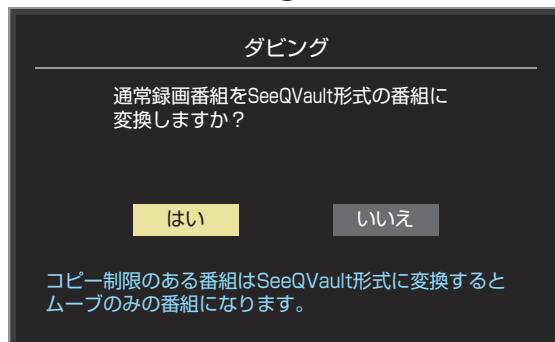 ダビング
通常録画番組をSeeQVault形式の番組に
変換しますか？
はい
いいえ
コピー制限のある番組はSeeQVault形式に変換すると
ムーブのみの番組になります。